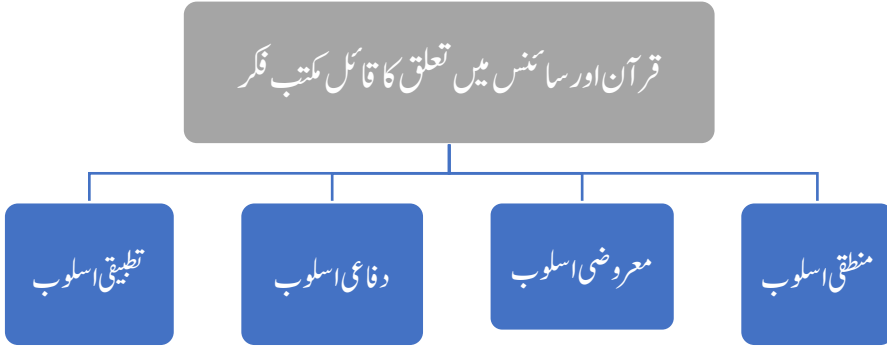 قرآن اور سائنس میں تعلق کا قائل مکتب فکر
منطقی اسلوب
معروضی اسلوب
دفاعی اسلوب
تطبیقی اسلوب